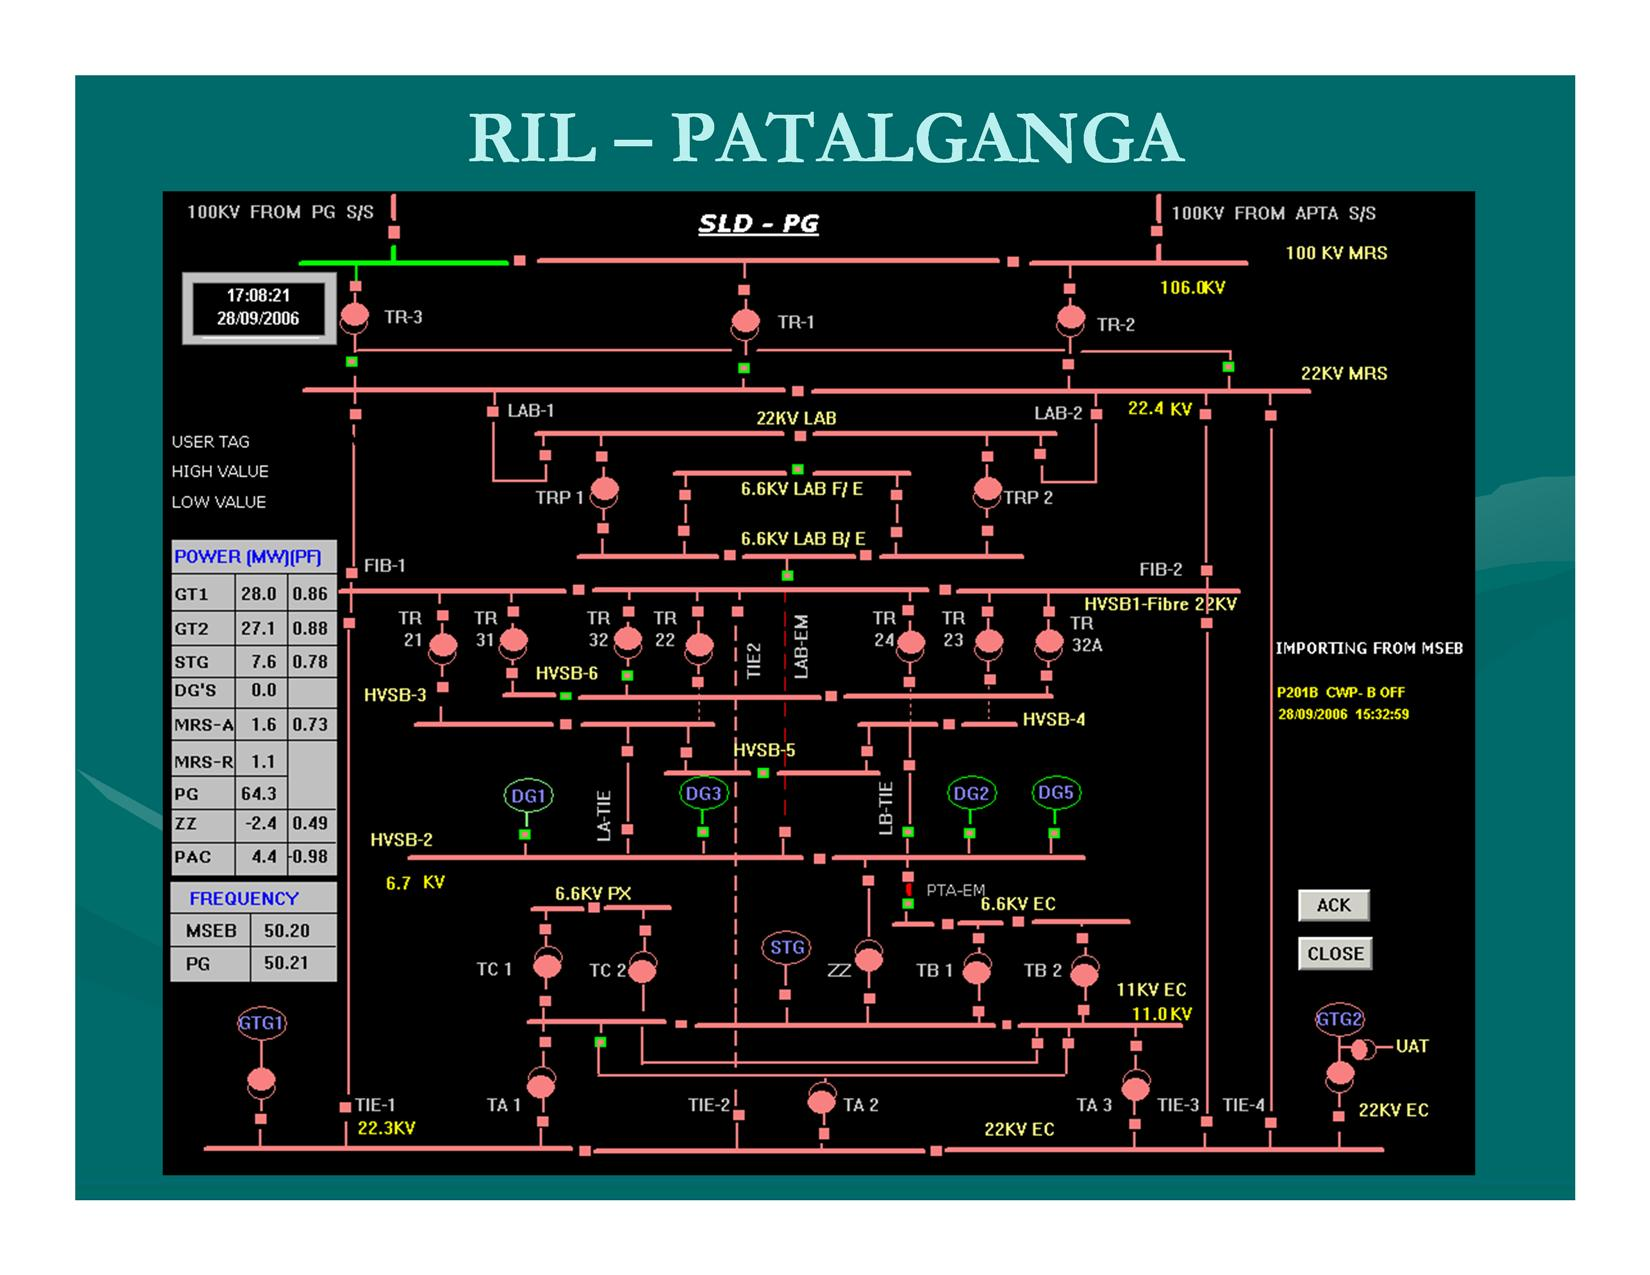 RIL – PATALGANGA
100KV FROM PG S/S
SLD - PG
100KV FROM APTA S/S
100 KV MRS
106.0KV
17:08:21
28/09/2006
TR-3
TR-1
TR-2
22KV MRS
LAB-1
22KV LAB
LAB-2
22.4 KV
USER TAG
HIGH VALUE
LOW VALUE
TRP 1
6.6KV LAB F/ E
TRP 2
6.6KV LAB B/ E
POWER (MW)(PF)
GT1 28.0 0.86
GT2 27.1 0.88
STG 7.6 0.78
DG'S 0.0
MRS-A 1.6 0.73
MRS-R 1.1
PG 64.3
ZZ -2.4 0.49
PAC 4.4 -0.98
FREQUENCY
MSEB 50.20
PG 50.21
FIB-1
FIB-2
HVSB1-Fibre 22KV
TR 21
TR 31
TR 32
TR 22
TIE2
LAB-EM
TR 24
TR 23
TR 32A
IMPORTING FROM MSEB
P201B CWP- B OFF
28/09/2006 15:32:59
HVSB-6
HVSB-3
HVSB-4
HVSB-5
DG1
LA-TIE
DG3
LB-TIE
DG2
DG5
HVSB-2
6.7 KV
6.6KV PX
PTA-EM
6.6KV EC
ACK
CLOSE
TC 1
TC 2
STG
ZZ
TB 1
TB 2
11KV EC
11.0KV
GTG1
GTG2
UAT
TIE-1
22.3KV
TA 1
TIE-2
TA 2
TA 3
TIE-3
TIE-4
22KV EC
22KV EC